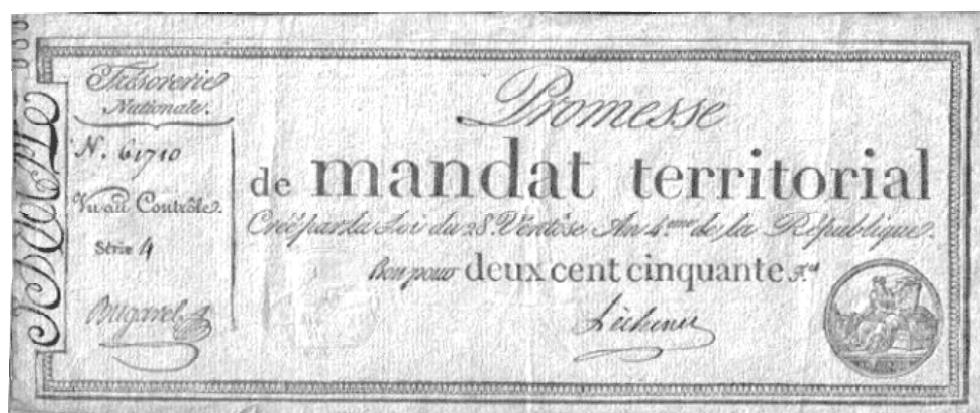 Trésorerie
Nationale.
N. 61710
Vu au Contrôle.
Série 4
Bugarel
Promesse
de mandat territorial
Créé par la Loi du 28 Ventôse An 4.me de la République.
Bon pour deux cent cinquante F.cs